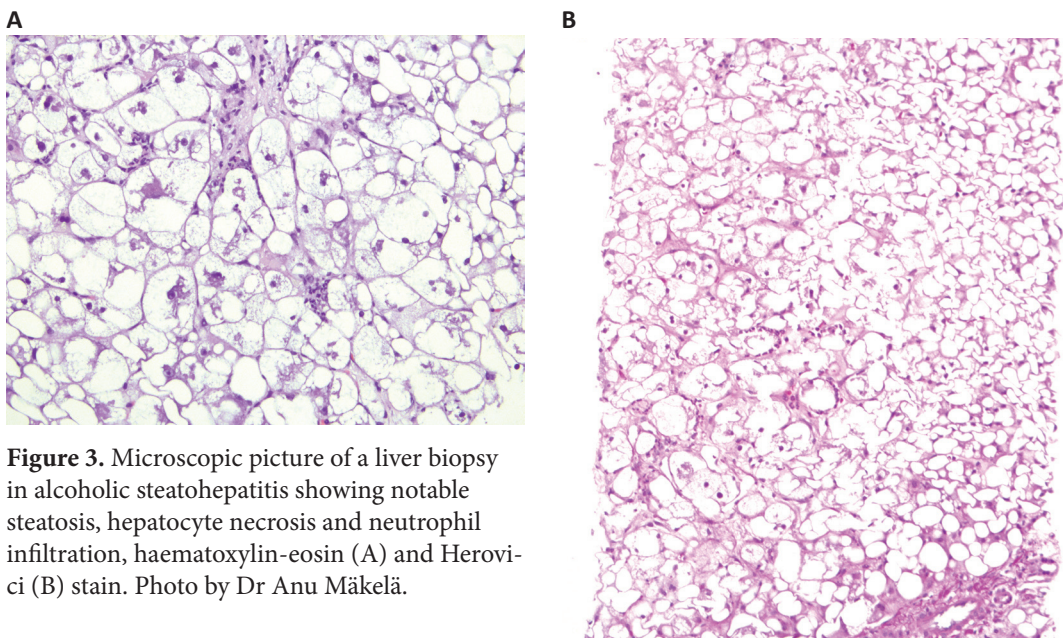 A
B
Figure 3. Microscopic picture of a liver biopsy
in alcoholic steatohepatitis showing notable
steatosis, hepatocyte necrosis and neutrophil
infiltration, haematoxylin-eosin (A) and Herovi-
ci (B) stain. Photo by Dr Anu Mäkelä.